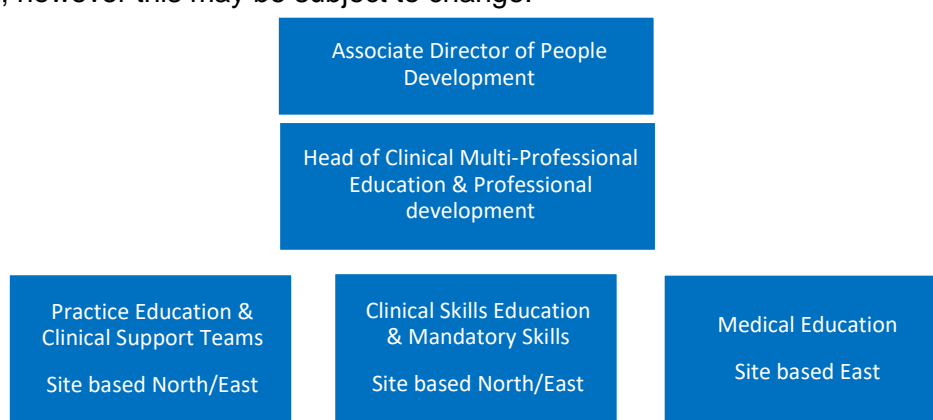 , however this may be subject to change.
Associate Director of People
Development
Head of Clinical Multi-Professional
Education & Professional
development
Practice Education &
Clinical Support Teams
Site based North/East
Clinical Skills Education
& Mandatory Skills
Site based North/East
Medical Education
Site based East